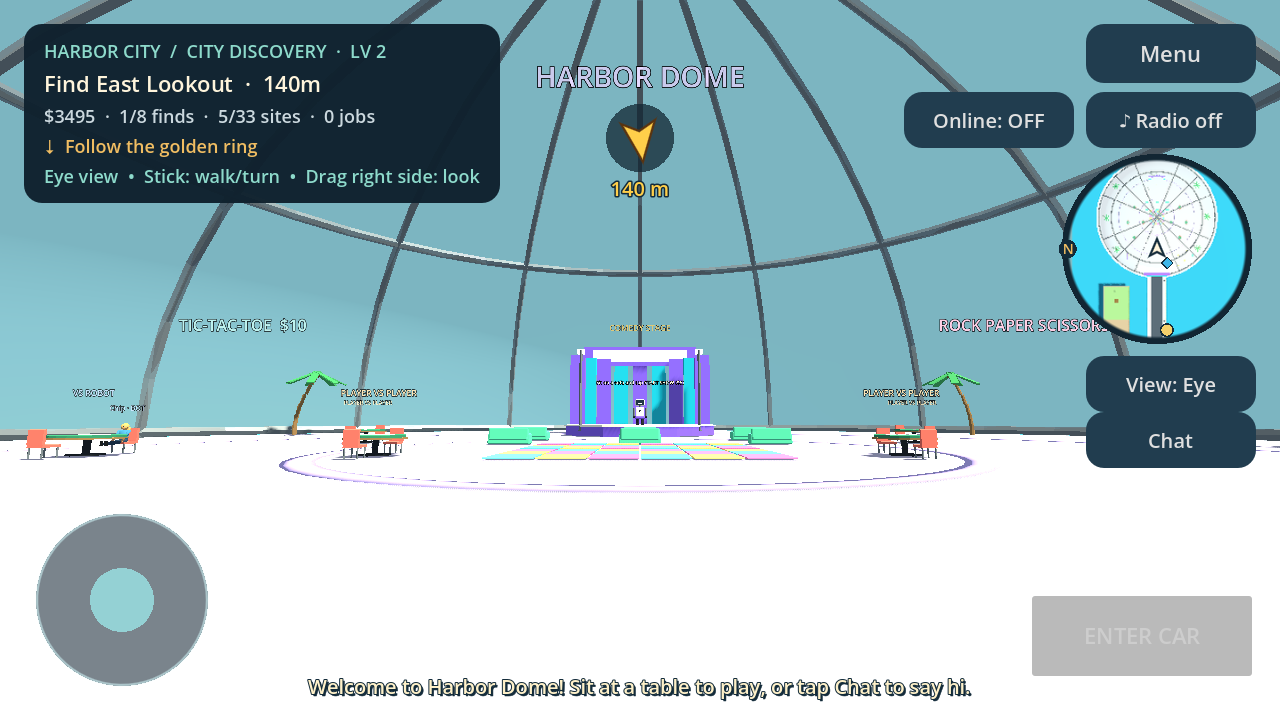 HARBOR CITY / CITY DISCOVERY · LV 2
Find East Lookout · 140m
$3495 · 1/8 finds · 5/33 sites · 0 jobs
↓ Follow the golden ring
Eye view • Stick: walk/turn • Drag right side: look
HARBOR DOME
140 m
Menu
Online: OFF
♪ Radio off
N
TIC-TAC-TOE $10
ROCK PAPER SCISSORS
VS ROBOT
PLAYER VS PLAYER
PLAYER VS PLAYER
View: Eye
Chat
ENTER CAR
Welcome to Harbor Dome! Sit at a table to play, or tap Chat to say hi.